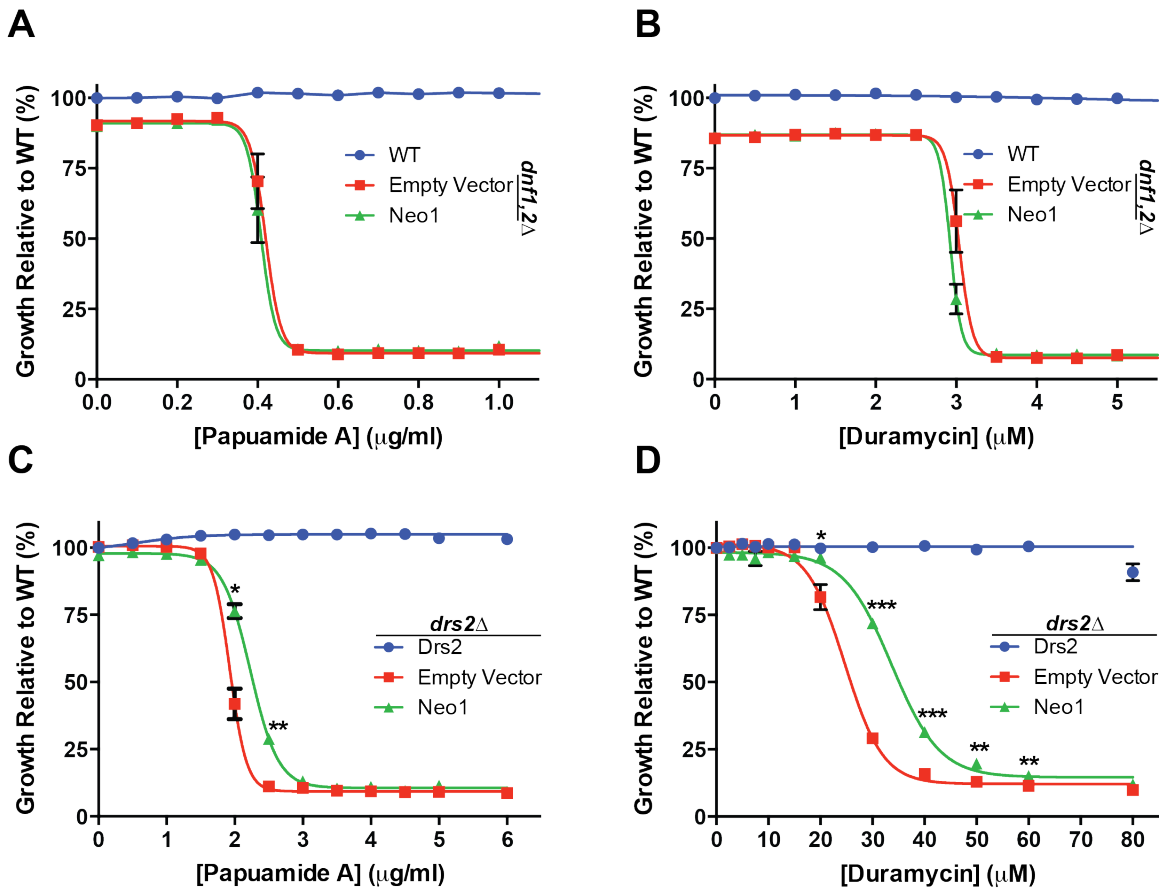 A
Growth Relative to WT (%)
100
75
50
25
0
0.0 0.2 0.4 0.6 0.8 1.0
[Papuamide A] (μg/ml)
WT
Empty Vector
Neo1
dnf1,2Δ
B
Growth Relative to WT (%)
100
75
50
25
0
0 1 2 3 4 5
[Duramycin] (μM)
WT
Empty Vector
Neo1
dnf1,2Δ
C
Growth Relative to WT (%)
100
75
50
25
0
0 1 2 3 4 5 6
[Papuamide A] (μg/ml)
*
**
drs2Δ
Drs2
Empty Vector
Neo1
D
Growth Relative to WT (%)
100
75
50
25
0
0 10 20 30 40 50 60 70 80
[Duramycin] (μM)
*
***
***
**
**
drs2Δ
Drs2
Empty Vector
Neo1